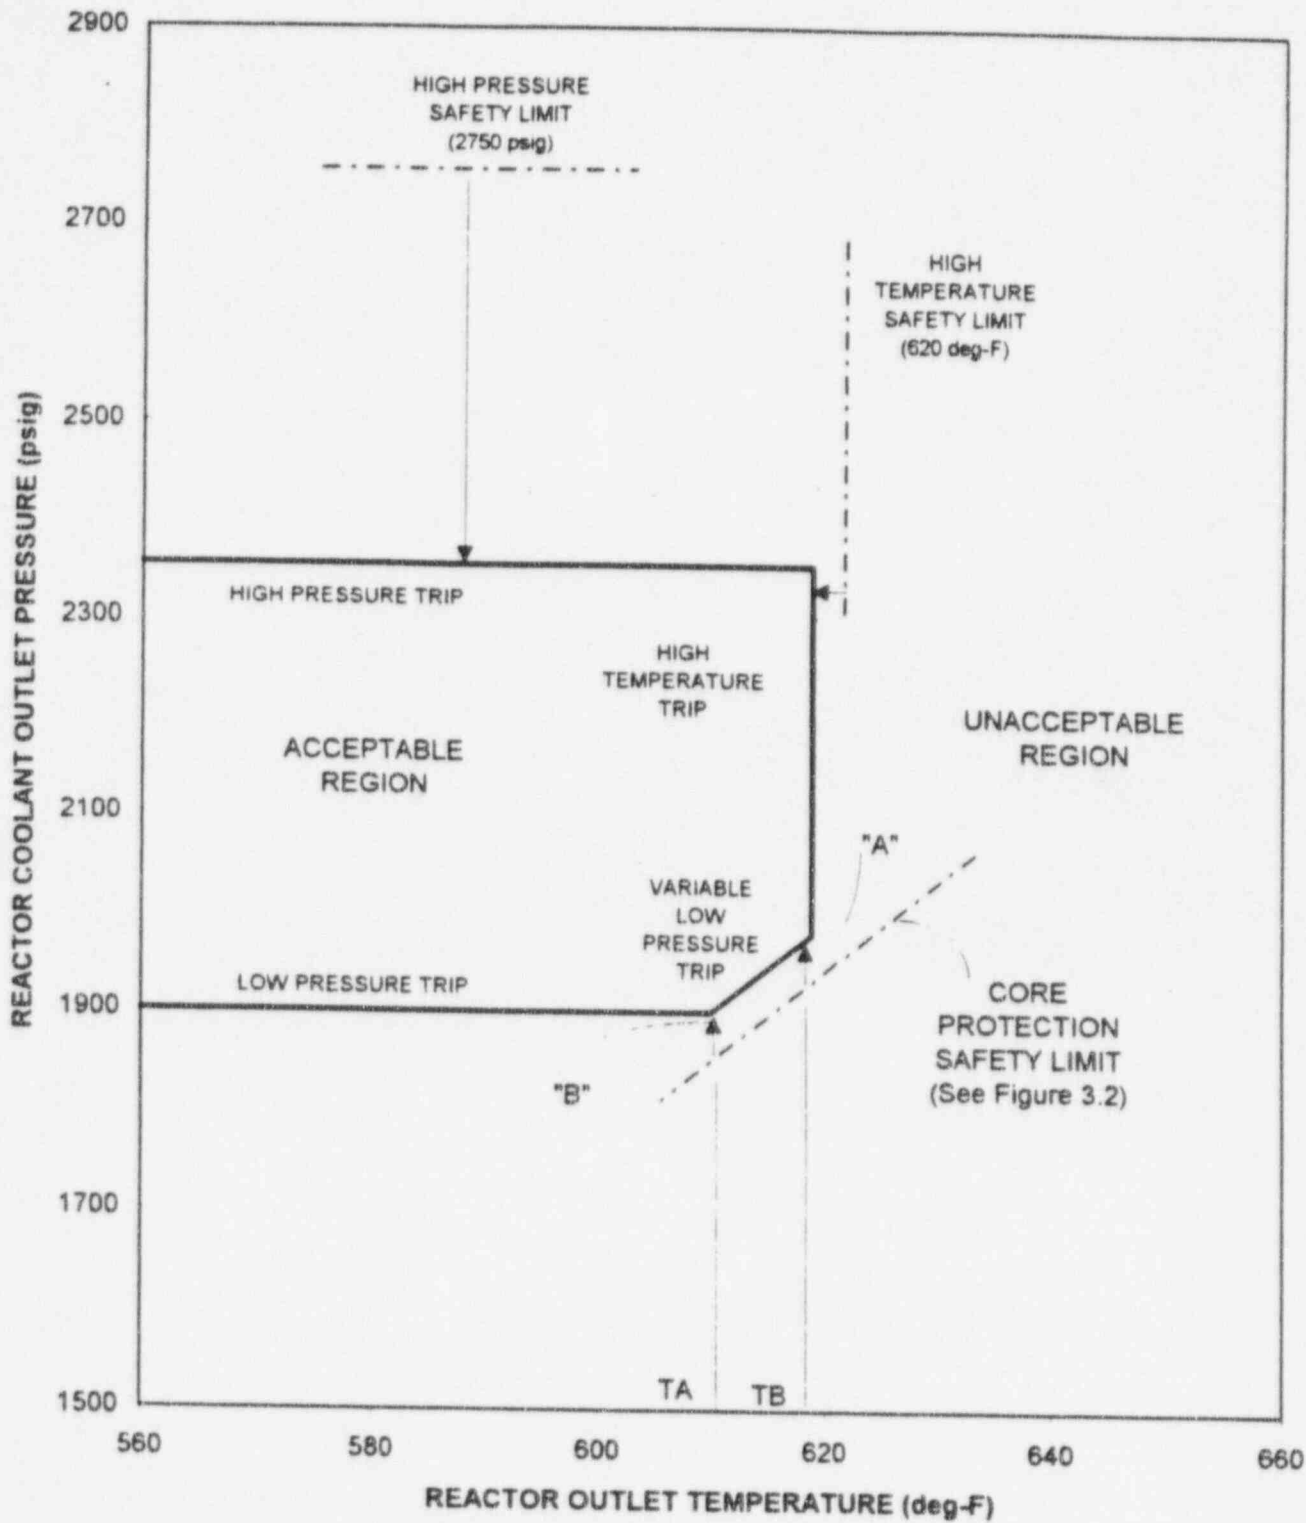 2900
HIGH PRESSURE
SAFETY LIMIT
(2750 psig)
2700
HIGH
TEMPERATURE
SAFETY LIMIT
(620 deg-F)
2500
REACTOR COOLANT OUTLET PRESSURE (psig)
HIGH PRESSURE TRIP
2300
HIGH
TEMPERATURE
TRIP
ACCEPTABLE
REGION
UNACCEPTABLE
REGION
2100
"A"
VARIABLE
LOW
PRESSURE
TRIP
LOW PRESSURE TRIP
1900
CORE
PROTECTION
SAFETY LIMIT
(See Figure 3.2)
"B"
1700
TA
TB
1500
560
580
600
620
640
660
REACTOR OUTLET TEMPERATURE (deg-F)